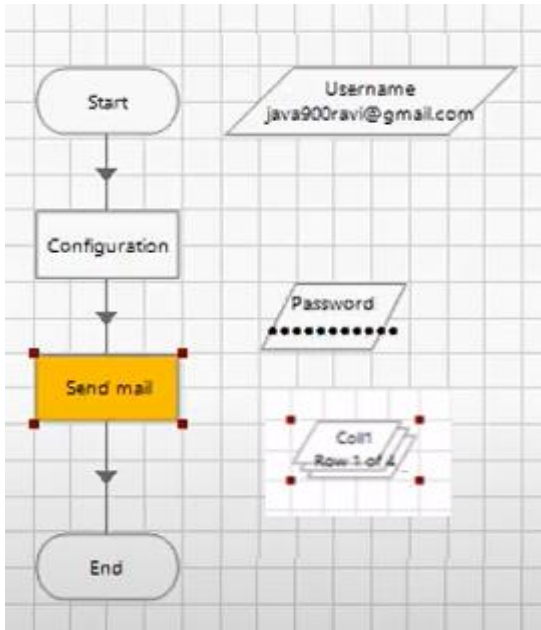 Start
Username
java900ravi@gmail.com
Configuration
Password
Send mail
Coll1
Row 1 of 4
End